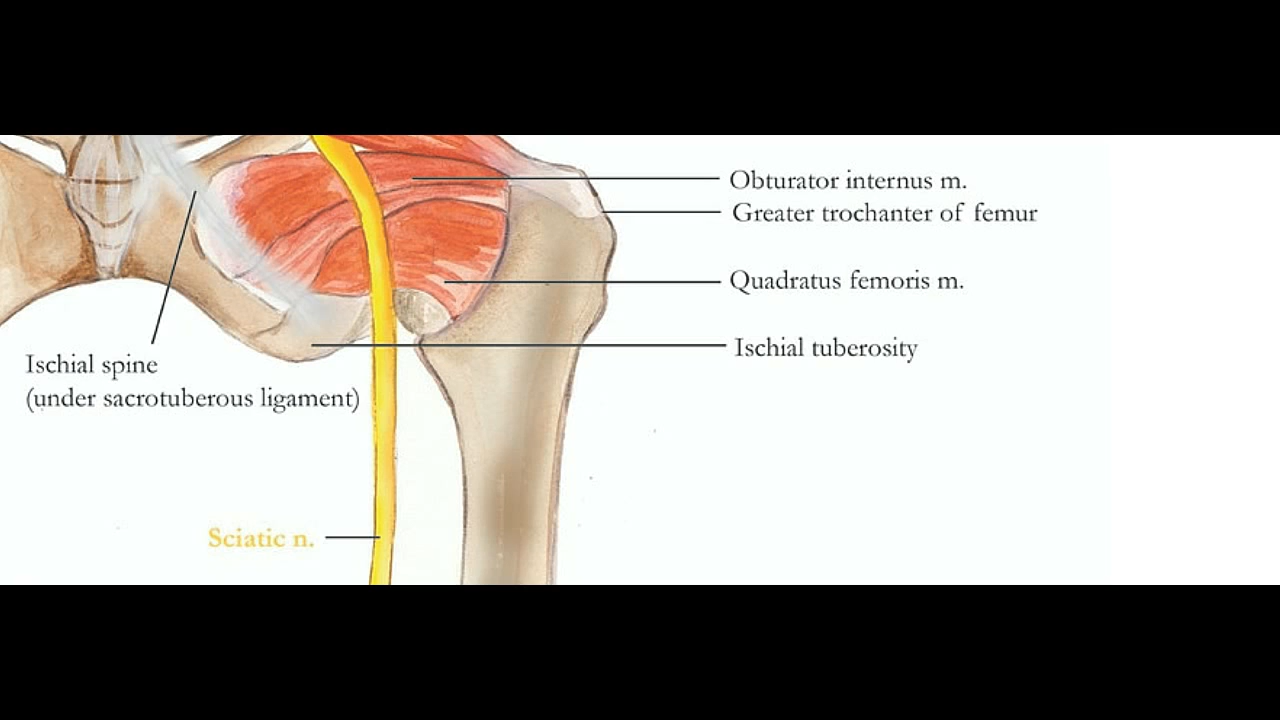 Obturator internus m.
Greater trochanter of femur
Quadratus femoris m.
Ischial tuberosity
Ischial spine
(under sacrotuberous ligament)
Sciatic n.